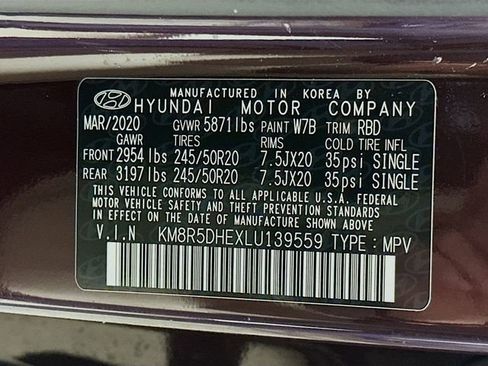 MANUFACTURED IN KOREA BY
HYUNDAI MOTOR COMPANY
MAR/2020 GVWR 5871lbs PAINT W7B TRIM RBD
GAWR TIRES RIMS COLD TIRE INFL
FRONT 2954lbs 245/50R20 7.5JX20 35psi SINGLE
REAR 3197lbs 245/50R20 7.5JX20 35psi SINGLE
THIS VEHICLE CONFORMS TO ALL APPLICABLE U.S.A. FEDERAL
MOTOR VEHICLE SAFETY AND THEFT PREVENTION STANDARDS
IN EFFECT ON THE DATE OF MANUFACTURE SHOWN ABOVE.
V.I.N KM8R5DHEXLU139559 TYPE : MPV